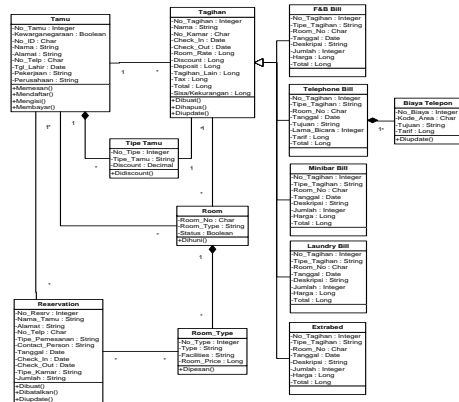 Tamu
-No_Tamu : Integer
-Kewarganegaraan : Boolean
-No_ID : Char
-Nama : String
-Alamat : String
-No_Telp : Char
-Tgl_Lahir : Date
-Pekerjaan : String
-Perusahaan : String
+Memesan()
+Mendaftar()
+Mengisi()
+Membayar()
Tagihan
-No_Tagihan : Integer
-Nama : String
-No_Kamar : Char
-Check_In : Date
-Check_Out : Date
-Room_Rate : Long
-Discount : Long
-Deposit : Long
-Tagihan_Lain : Long
-Tax : Long
-Total : Long
-Sisa/Kekurangan : Long
+Dibuat()
+Dihapus()
+Diupdate()
F&B Bill
-No_Tagihan : Integer
-Tipe_Tagihan : String
-Room_No : Char
-Tanggal : Date
-Deskripsi : String
-Jumlah : Integer
-Harga : Long
-Total : Long
Telephone Bill
-No_Tagihan : Integer
-Tipe_Tagihan : String
-Room_No : Char
-Tanggal : Date
-Tujuan : String
-Lama_Bicara : Integer
-Tarif : Long
-Total : Long
Biaya Telepon
-No_Biaya : Integer
-Kode_Area : Char
-Tujuan : String
-Tarif : Long
+Diupdate()
Tipe Tamu
-No_Tipe : Integer
-Tipe_Tamu : String
-Discount : Decimal
+Didiscount()
Minibar Bill
-No_Tagihan : Integer
-Tipe_Tagihan : String
-Room_No : Char
-Tanggal : Date
-Deskripsi : String
-Jumlah : Integer
-Harga : Long
-Total : Long
Room
-Room_No : Char
-Room_Type : String
-Status : Boolean
+Dihuni()
Laundry Bill
-No_Tagihan : Integer
-Tipe_Tagihan : String
-Room_No : Char
-Tanggal : Date
-Deskripsi : String
-Jumlah : Integer
-Harga : Long
-Total : Long
Reservation
-No_Resrv : Integer
-Nama_Tamu : String
-Alamat : String
-No_Telp : Char
-Tipe_Pemesanan : String
-Contact_Person : String
-Tanggal : Date
-Check_In : Date
-Check_Out : Date
-Tipe_Kamar : String
-Jumlah : String
+Dibuat()
+Dibatalkan()
+Diupdate()
Room_Type
-No_Type : Integer
-Type : String
-Facilities : String
-Room_Price : Long
+Dipesan()
Extrabed
-No_Tagihan : Integer
-Tipe_Tagihan : String
-Room_No : Char
-Tanggal : Date
-Deskripsi : String
-Jumlah : Integer
-Harga : Long
-Total : Long